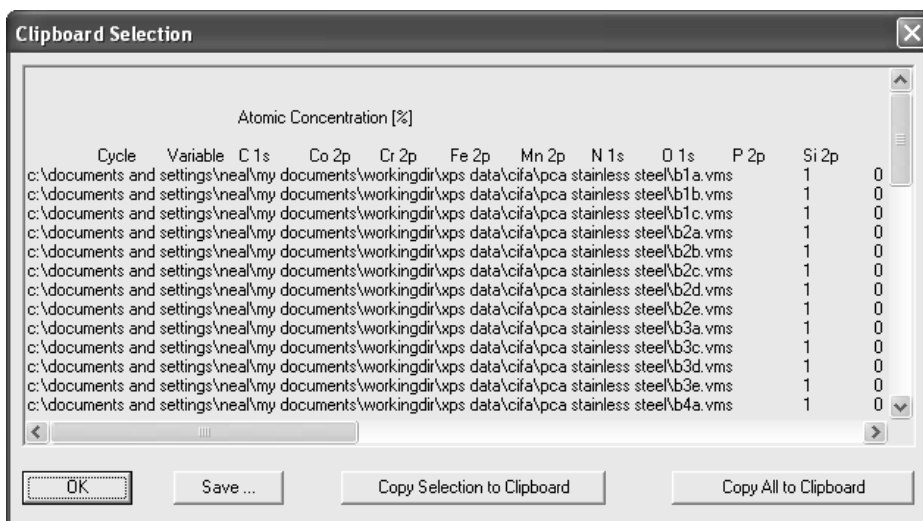 Clipboard Selection
Atomic Concentration [%]
Cycle Variable C 1s Co 2p Cr 2p Fe 2p Mn 2p N 1s O 1s P 2p Si 2p
c:\documents and settings\neal\my documents\workingdir\xps data\cifa\pca stainless steel\b1a.vms 1 0
c:\documents and settings\neal\my documents\workingdir\xps data\cifa\pca stainless steel\b1b.vms 1 0
c:\documents and settings\neal\my documents\workingdir\xps data\cifa\pca stainless steel\b1c.vms 1 0
c:\documents and settings\neal\my documents\workingdir\xps data\cifa\pca stainless steel\b2a.vms 1 0
c:\documents and settings\neal\my documents\workingdir\xps data\cifa\pca stainless steel\b2b.vms 1 0
c:\documents and settings\neal\my documents\workingdir\xps data\cifa\pca stainless steel\b2c.vms 1 0
c:\documents and settings\neal\my documents\workingdir\xps data\cifa\pca stainless steel\b2d.vms 1 0
c:\documents and settings\neal\my documents\workingdir\xps data\cifa\pca stainless steel\b2e.vms 1 0
c:\documents and settings\neal\my documents\workingdir\xps data\cifa\pca stainless steel\b3a.vms 1 0
c:\documents and settings\neal\my documents\workingdir\xps data\cifa\pca stainless steel\b3c.vms 1 0
c:\documents and settings\neal\my documents\workingdir\xps data\cifa\pca stainless steel\b3d.vms 1 0
c:\documents and settings\neal\my documents\workingdir\xps data\cifa\pca stainless steel\b3e.vms 1 0
c:\documents and settings\neal\my documents\workingdir\xps data\cifa\pca stainless steel\b4a.vms 1 0
OK Save ... Copy Selection to Clipboard Copy All to Clipboard